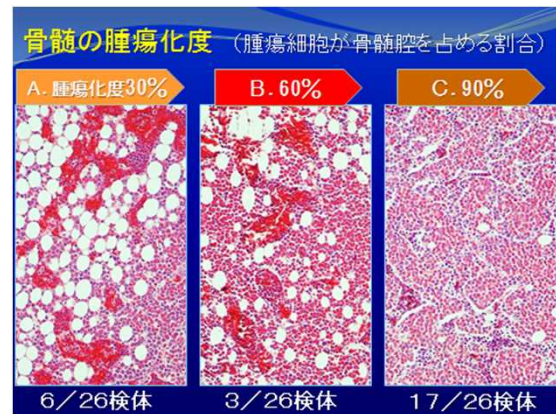 骨髄の腫瘍化度 （腫瘍細胞が骨髄腔を占める割合）
A．腫瘍化度30％
B．60％
C．90％
6／26検体
3／26検体
17／26検体